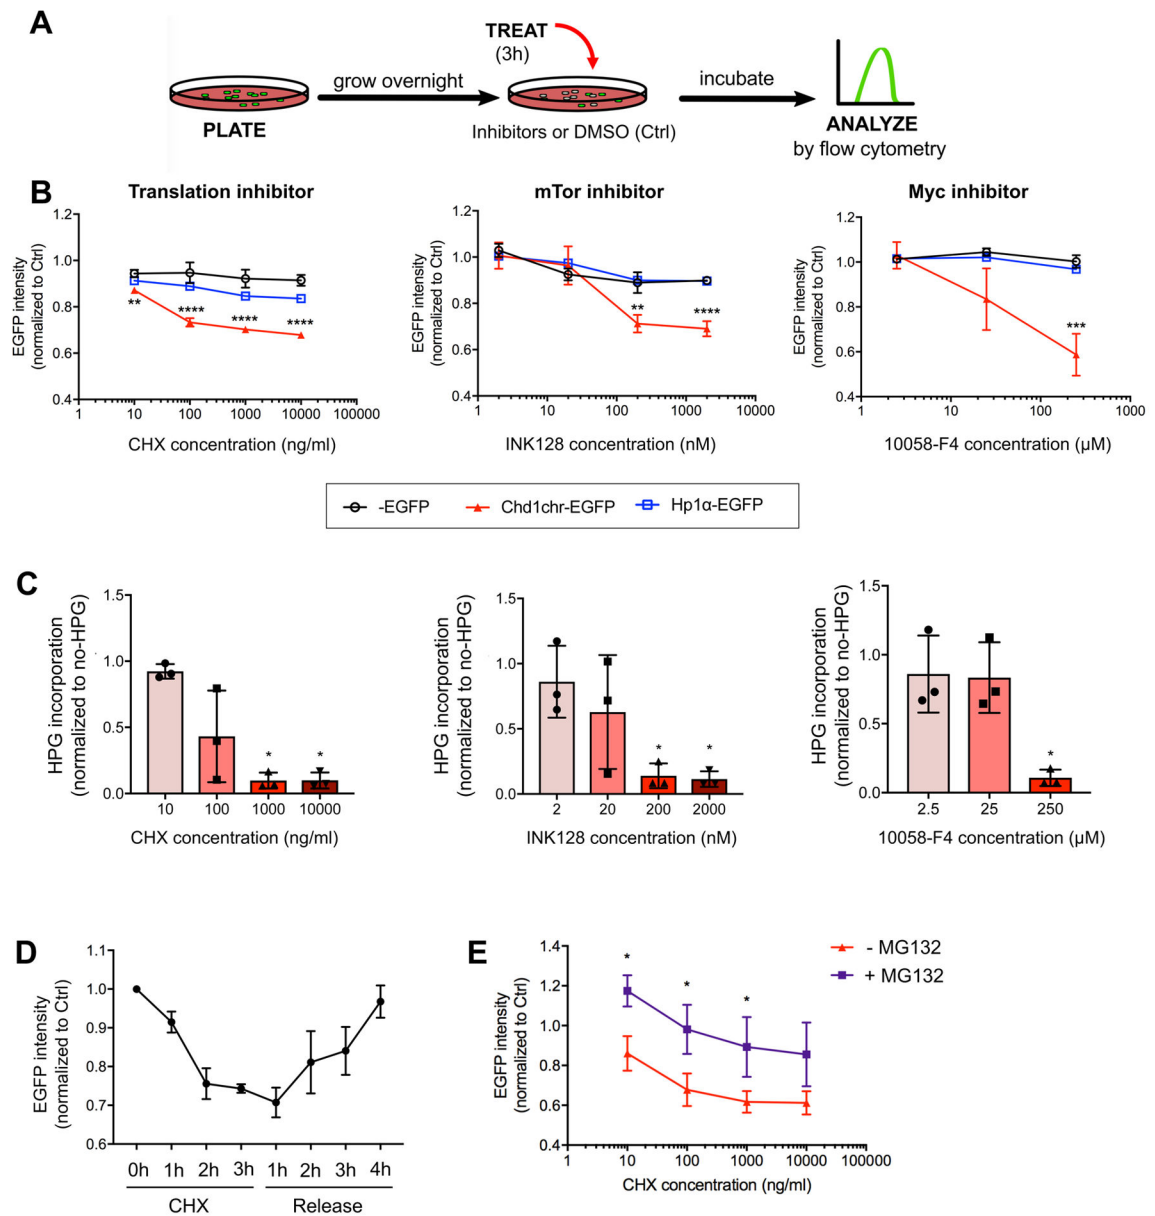 A
PLATE
grow overnight
TREAT
(3h)
Inhibitors or DMSO (Ctrl)
incubate
ANALYZE
by flow cytometry
B
Translation inhibitor
EGFP intensity
(normalized to Ctrl)
1.2
1.0
0.8
0.6
0.4
** **** **** ****
1 10 100 1000 10000 100000
CHX concentration (ng/ml)
mTor inhibitor
EGFP intensity
(normalized to Ctrl)
1.2
1.0
0.8
0.6
0.4
** ****
1 10 100 1000 10000
INK128 concentration (nM)
Myc inhibitor
EGFP intensity
(normalized to Ctrl)
1.2
1.0
0.8
0.6
0.4
***
1 10 100 1000
10058-F4 concentration (µM)
-EGFP Chd1chr-EGFP Hp1α-EGFP
C
HPG incorporation
(normalized to no-HPG)
1.5
1.0
0.5
0.0
* *
10 100 1000 10000
CHX concentration (ng/ml)
HPG incorporation
(normalized to no-HPG)
1.5
1.0
0.5
0.0
* *
2 20 200 2000
INK128 concentration (nM)
HPG incorporation
(normalized to no-HPG)
1.5
1.0
0.5
0.0
*
2.5 25 250
10058-F4 concentration (µM)
D
EGFP intensity
(normalized to Ctrl)
1.1
1.0
0.9
0.8
0.7
0.6
0h 1h 2h 3h 1h 2h 3h 4h
CHX Release
E
EGFP intensity
(normalized to Ctrl)
1.4
1.2
1.0
0.8
0.6
0.4
* * *
1 10 100 1000 10000 100000
CHX concentration (ng/ml)
- MG132
+ MG132